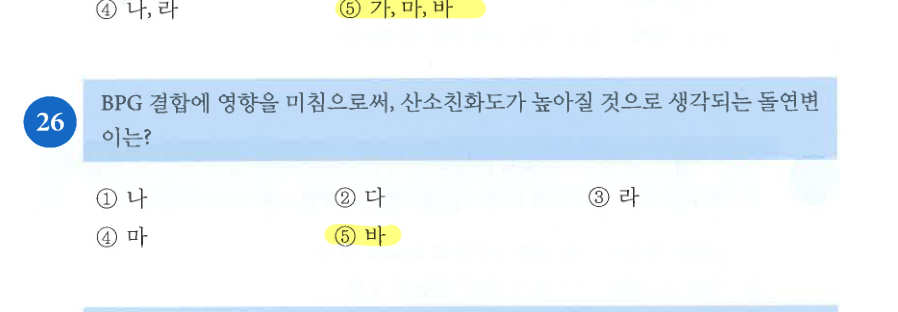 ④ 나, 라 ⑤ 가, 마, 바
26 BPG 결합에 영향을 미침으로써, 산소친화도가 높아질 것으로 생각되는 돌연변
이는?
① 나 ② 다 ③ 라
④ 마 ⑤ 바